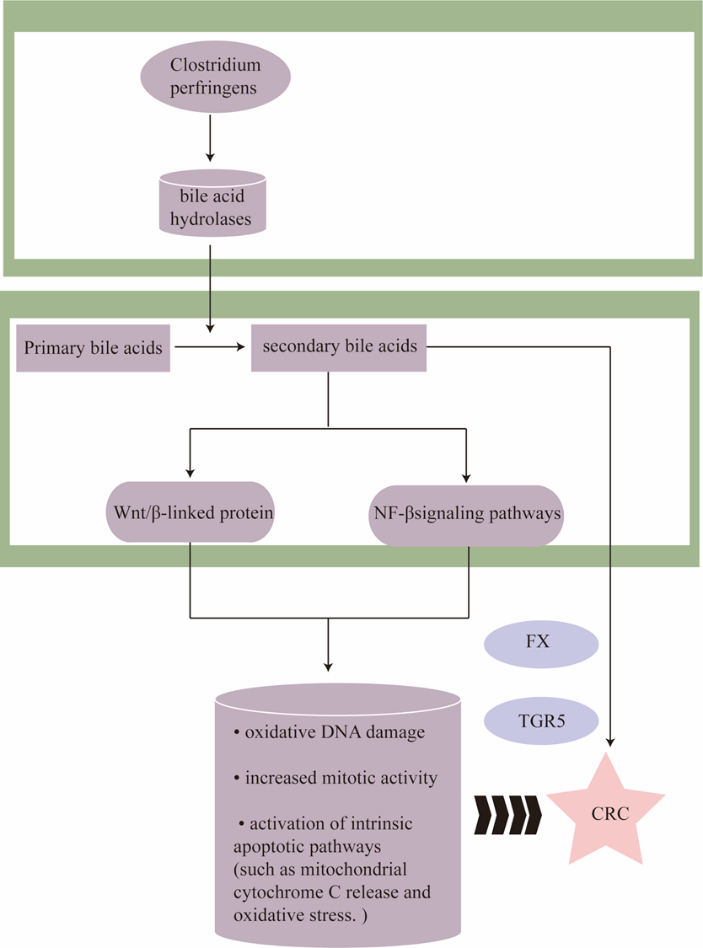 Clostridium
perfringens
bile acid
hydrolases
Primary bile acids
secondary bile acids
Wnt/β-linked protein
NF-βsignaling pathways
FX
TGR5
• oxidative DNA damage
• increased mitotic activity
• activation of intrinsic
apoptotic pathways
(such as mitochondrial
cytochrome C release and
oxidative stress. )
CRC